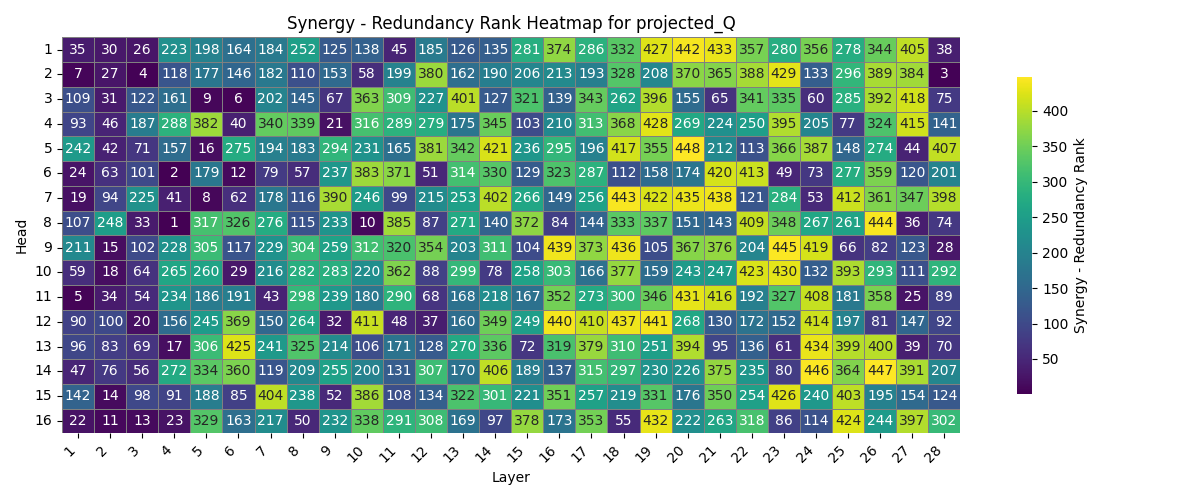 Synergy - Redundancy Rank Heatmap for projected_Q
1 35 30 26 223 198 164 184 252 125 138 45 185 126 135 281 374 286 332 427 442 433 357 280 356 278 344 405 38
2 7 27 4 118 177 146 182 110 153 58 199 380 162 190 206 213 193 328 208 370 365 388 429 133 296 389 384 3
3 109 31 122 161 9 6 202 145 67 363 309 227 401 127 321 139 343 262 396 155 65 341 335 60 285 392 418 75
4 93 46 187 288 382 40 340 339 21 316 289 279 175 345 103 210 313 368 428 269 224 250 395 205 77 324 415 141
5 242 42 71 157 16 275 194 183 294 231 165 381 342 421 236 295 196 417 355 448 212 113 366 387 148 274 44 407
6 24 63 101 2 179 12 79 57 237 383 371 51 314 330 129 323 287 112 158 174 420 413 49 73 277 359 120 201
7 19 94 225 41 8 62 178 116 390 246 99 215 253 402 266 149 256 443 422 435 438 121 284 53 412 361 347 398
8 107 248 33 1 317 326 276 115 233 10 385 87 271 140 372 84 144 333 337 151 143 409 348 267 261 444 36 74
9 211 15 102 228 305 117 229 304 259 312 320 354 203 311 104 439 373 436 105 367 376 204 445 419 66 82 123 28
10 59 18 64 265 260 29 216 282 283 220 362 88 299 78 258 303 166 377 159 243 247 423 430 132 393 293 111 292
11 5 34 54 234 186 191 43 298 239 180 290 68 168 218 167 352 273 300 346 431 416 192 327 408 181 358 25 89
12 90 100 20 156 245 369 150 264 32 411 48 37 160 349 249 440 410 437 441 268 130 172 152 414 197 81 147 92
13 96 83 69 17 306 425 241 325 214 106 171 128 270 336 72 319 379 310 251 394 95 136 61 434 399 400 39 70
14 47 76 56 272 334 360 119 209 255 200 131 307 170 406 189 137 315 297 230 226 375 235 80 446 364 447 391 207
15 142 14 98 91 188 85 404 238 52 386 108 134 322 301 221 351 257 219 331 176 350 254 426 240 403 195 154 124
16 22 11 13 23 329 163 217 50 232 338 291 308 169 97 378 173 353 55 432 222 263 318 86 114 424 244 397 302
1 2 3 4 5 6 7 8 9 10 11 12 13 14 15 16 17 18 19 20 21 22 23 24 25 26 27 28
Layer
Head
400
350
300
250
200
150
100
50
Synergy - Redundancy Rank